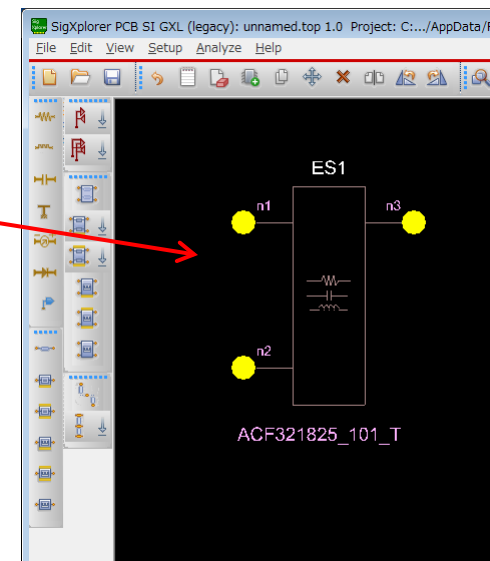 SigXplorer PCB SI GXL (legacy): unnamed.top 1.0 Project: C:.../AppData/
File Edit View Setup Analyze Help
ES1
n1
n3
n2
ACF321825_101_T